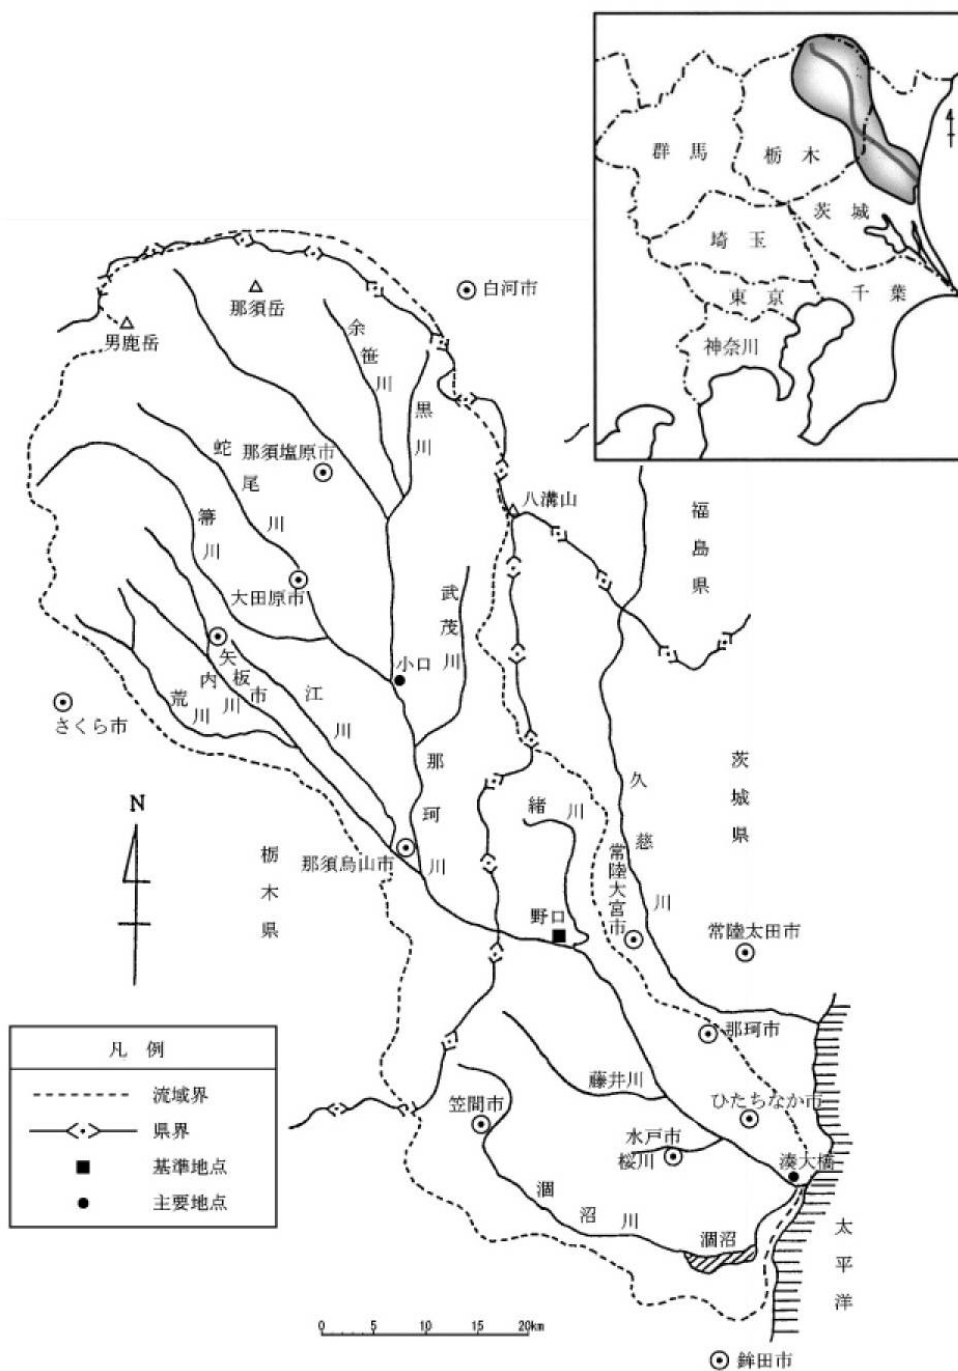 群馬
栃木
茨城
埼玉
東京
千葉
神奈川
白河市
那須岳
男鹿岳
余笹川
黒川
那須塩原市
蛇尾川
箒川
八溝山
福島県
大田原市
武茂川
小口
矢板市
内川
荒川
江川
さくら市
那珂川
茨城県
久慈川
緒川
常陸大宮市
那須烏山市
栃木県
N
野口
常陸太田市
那珂市
藤井川
ひたちなか市
笠間市
水戸市
桜川
湊大橋
涸沼川
涸沼
太平洋
凡例
流域界
県界
基準地点
主要地点
0 5 10 15 20km
鉾田市